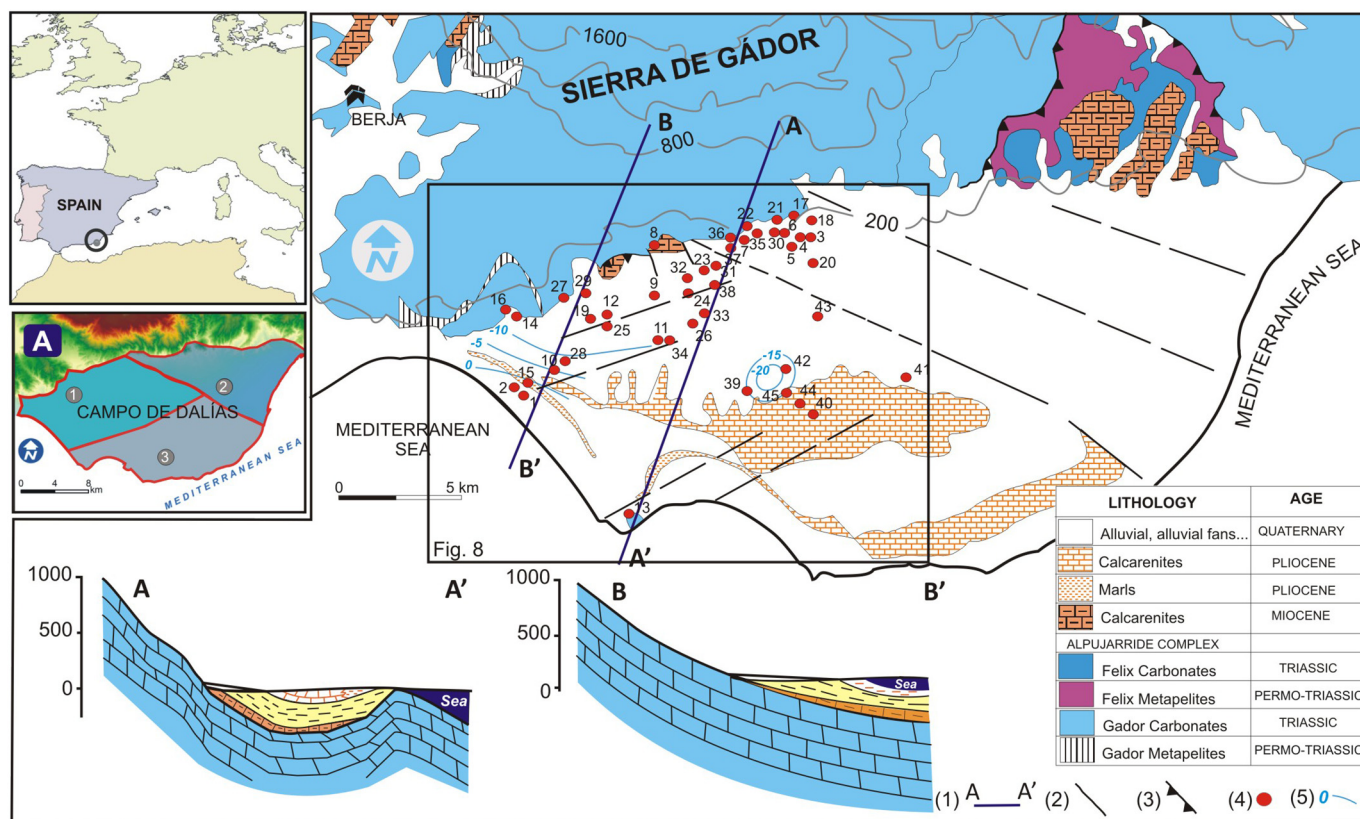 SPAIN
A
1
2
3
CAMPO DE DALÍAS
N
MEDITERRANEAN SEA
0 4 8
km
1600
SIERRA DE GÁDOR
BERJA
B
A
800
200
N
MEDITERRANEAN SEA
17
21
22
18
6
36
8
35
30
3
7
4
37
5
23
20
32
31
27
29
38
9
24
12
16
14
19
33
43
25
26
11
34
-10
-5
0
10
28
15
2
1
-15
-20
42
39
45
44
40
41
MEDITERRANEAN
SEA
B'
0 5 km
13
A'
Fig. 8
LITHOLOGY AGE
Alluvial, alluvial fans... QUATERNARY
Calcarenites PLIOCENE
Marls PLIOCENE
Calcarenites MIOCENE
ALPUJARRIDE COMPLEX
Felix Carbonates TRIASSIC
Felix Metapelites PERMO-TRIASSIC
Gador Carbonates TRIASSIC
Gador Metapelites PERMO-TRIASSIC
1000
A A'
500
0
Sea
1000
B B'
500
0
Sea
(1) A A' (2) (3) (4) (5) 0